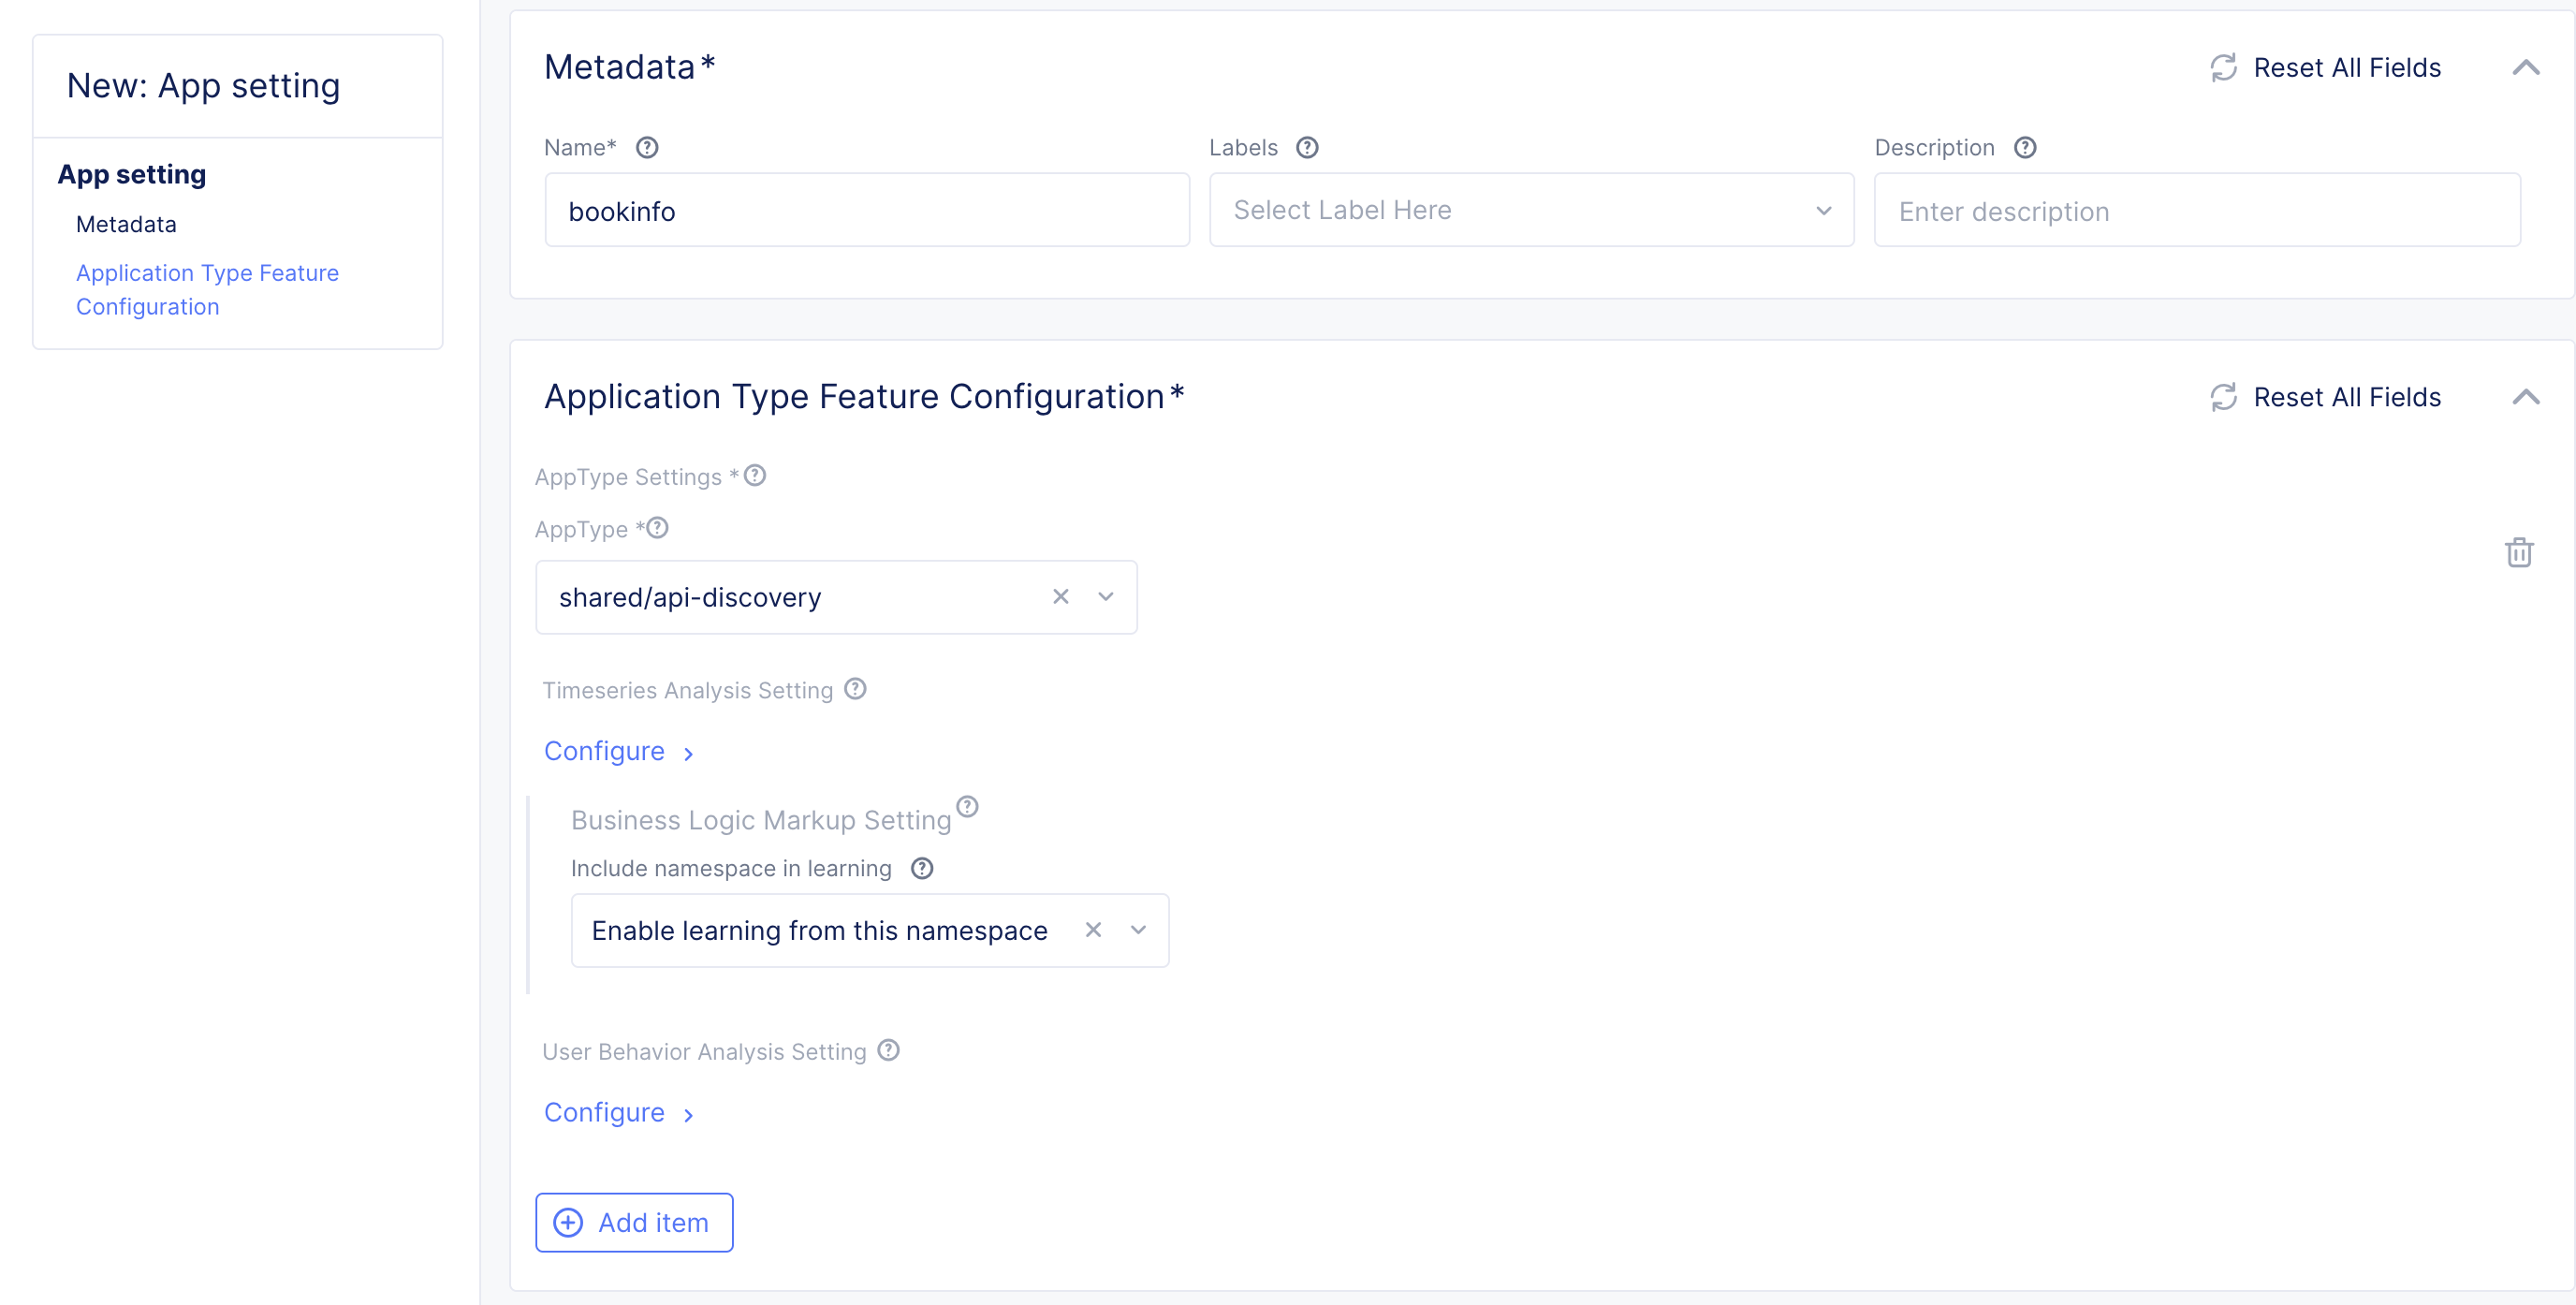 New: App setting
App setting
Metadata
Application Type Feature
Configuration
Metadata*
Reset All Fields
Name*
Labels
Description
bookinfo
Select Label Here
Enter description
Application Type Feature Configuration*
Reset All Fields
AppType Settings *
AppType *
shared/api-discovery
Timeseries Analysis Setting
Configure
Business Logic Markup Setting
Include namespace in learning
Enable learning from this namespace
User Behavior Analysis Setting
Configure
Add item